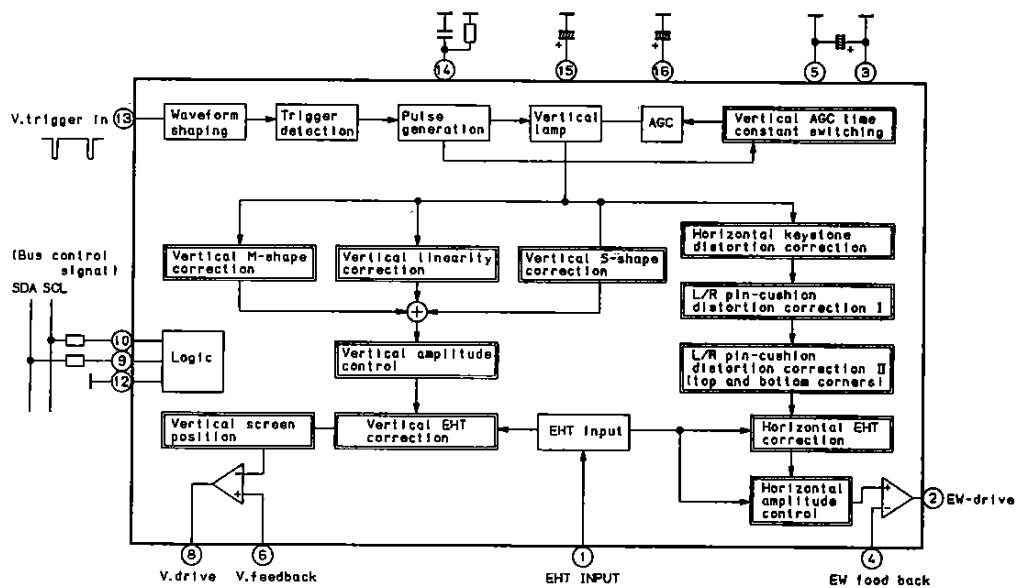 14
15
16
5
3
V.trigger in
13
Waveform
shaping
Trigger
detection
Pulse
generation
Vertical
lamp
AGC
Vertical AGC time
constant switching
Vertical M-shape
correction
Vertical linearity
correction
Vertical S-shape
correction
Horizontal keystone
distortion correction
(Bus control
signal)
SDA SCL
L/R pin-cushion
distortion correction I
10
9
12
Logic
Vertical amplitude
control
L/R pin-cushion
distortion correction II
(top and bottom corners)
Vertical screen
position
Vertical EHT
correction
EHT input
Horizontal EHT
correction
Horizontal
amplitude
control
2
EW-drive
8
6
1
4
V.drive
V.feedback
EHT INPUT
EW food back